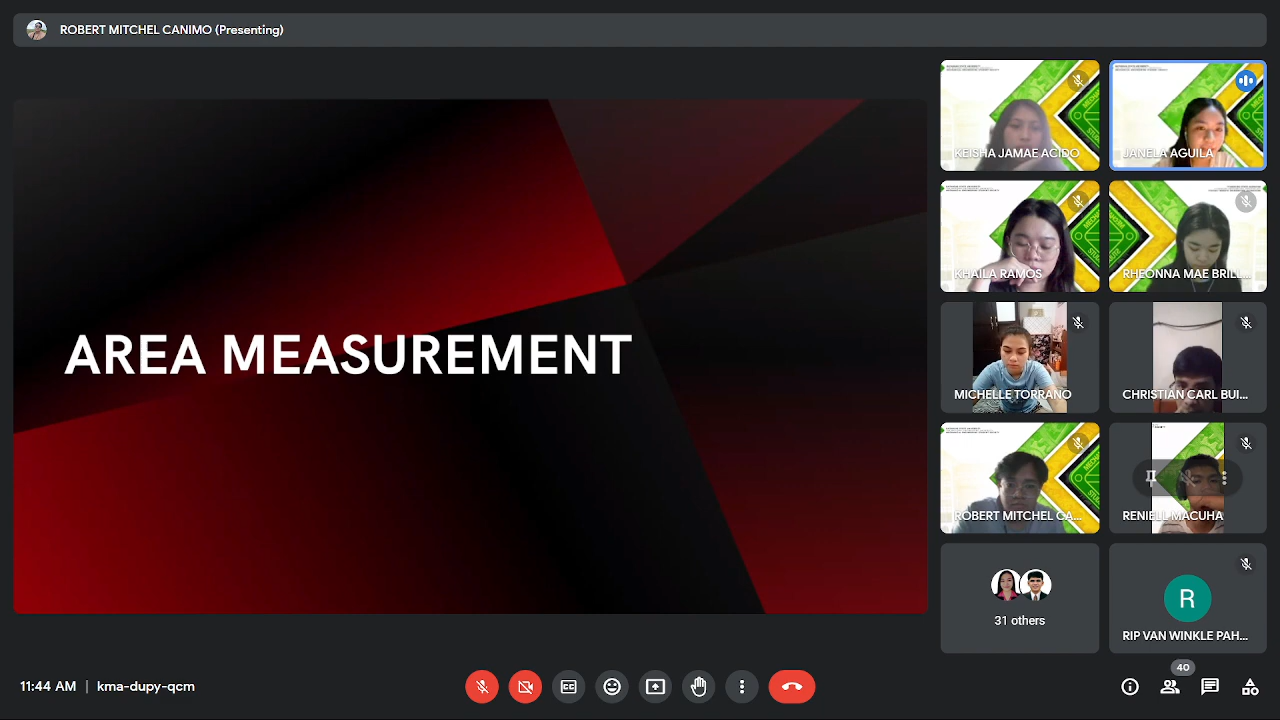 ROBERT MITCHEL CANIMO (Presenting)
AREA MEASUREMENT
KEISHA JAMAE ACIDO
JANELA AGUILA
KHAILA RAMOS
RHEONNA MAE BRILL...
MICHELLE TORRANO
CHRISTIAN CARL BUI...
ROBERT MITCHEL CA...
RENIELL MACUHA
31 others
R
RIP VAN WINKLE PAH...
11:44 AM | kma-dupy-qcm
40